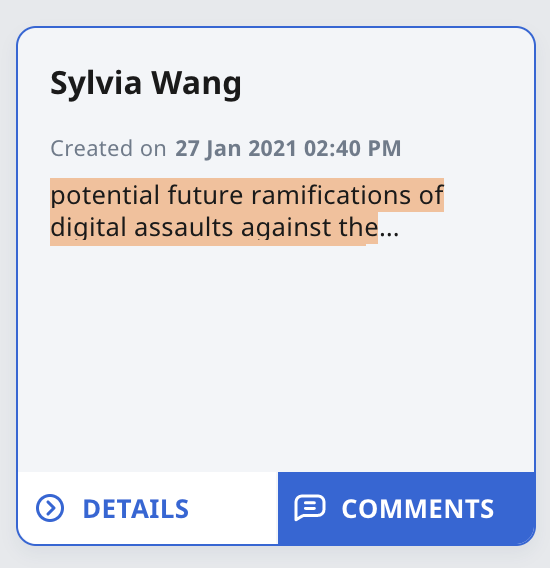 Sylvia Wang
Created on 27 Jan 2021 02:40 PM
potential future ramifications of
digital assaults against the...
DETAILS
COMMENTS